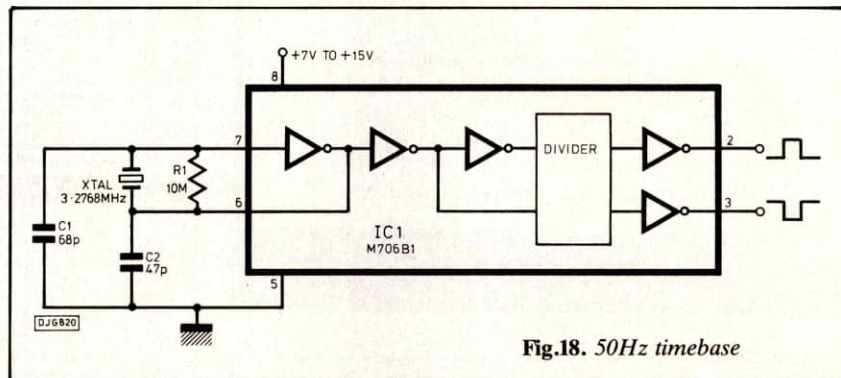 +7V TO +15V
8
7
XTAL
3·2768MHz
R1
10M
DIVIDER
2
6
3
C1
68p
IC1
M706B1
C2
47p
5
DJG820
Fig.18. 50Hz timebase